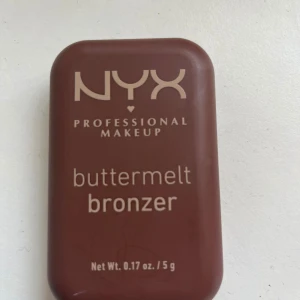 NYX
PROFESSIONAL
MAKEUP
buttermelt
bronzer
Net Wt. 0.17 oz. / 5 g